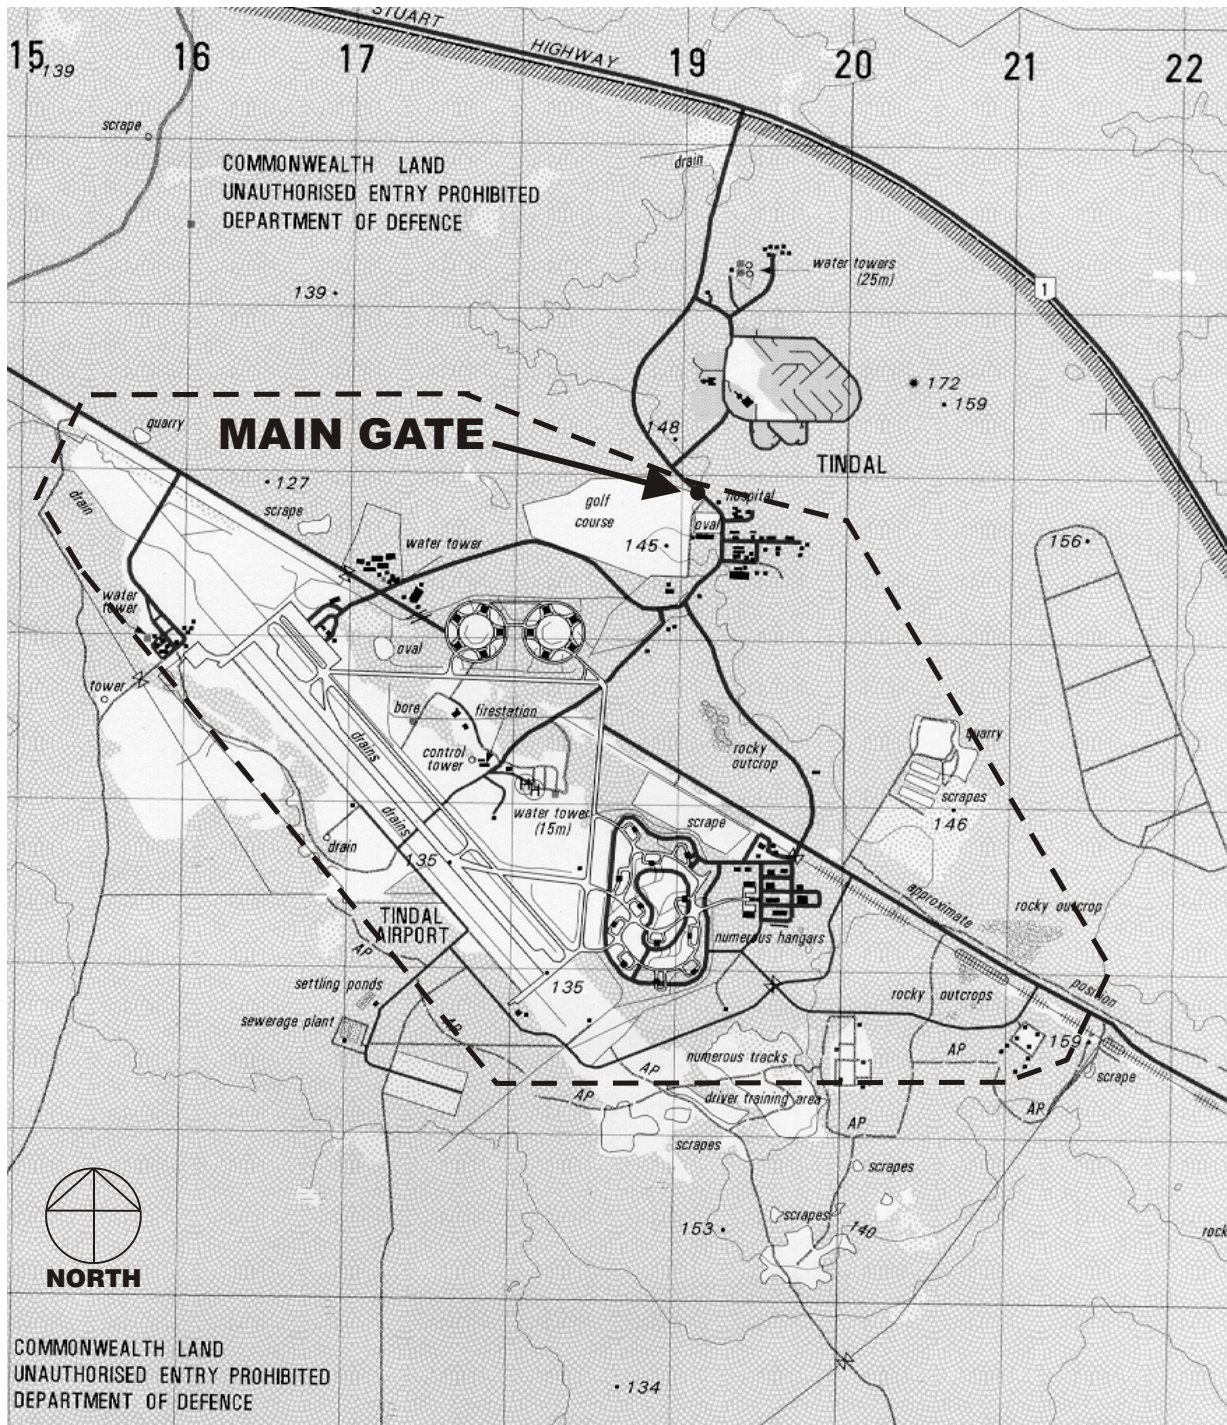 STUART
HIGHWAY
15
16
17
19
20
21
22
139
scrape
COMMONWEALTH LAND
UNAUTHORISED ENTRY PROHIBITED
DEPARTMENT OF DEFENCE
drain
water towers
(25m)
1
139
172
159
quarry
MAIN GATE
148
TINDAL
127
drain
scrape
golf
course
hospital
oval
145
156
water tower
water
tower
oval
tower
bore
firestation
drains
control
tower
rocky
outcrop
quarry
scrapes
146
water tower
(15m)
drains
scrape
drain
135
approximate
rocky outcrop
TINDAL
AIRPORT
AP
numerous hangars
settling ponds
135
rocky outcrops
position
sewerage plant
AP
159
AP
numerous tracks
AP
scrape
AP
driver training area
AP
AP
scrapes
scrapes
scrapes
153
140
rock
NORTH
COMMONWEALTH LAND
UNAUTHORISED ENTRY PROHIBITED
DEPARTMENT OF DEFENCE
134